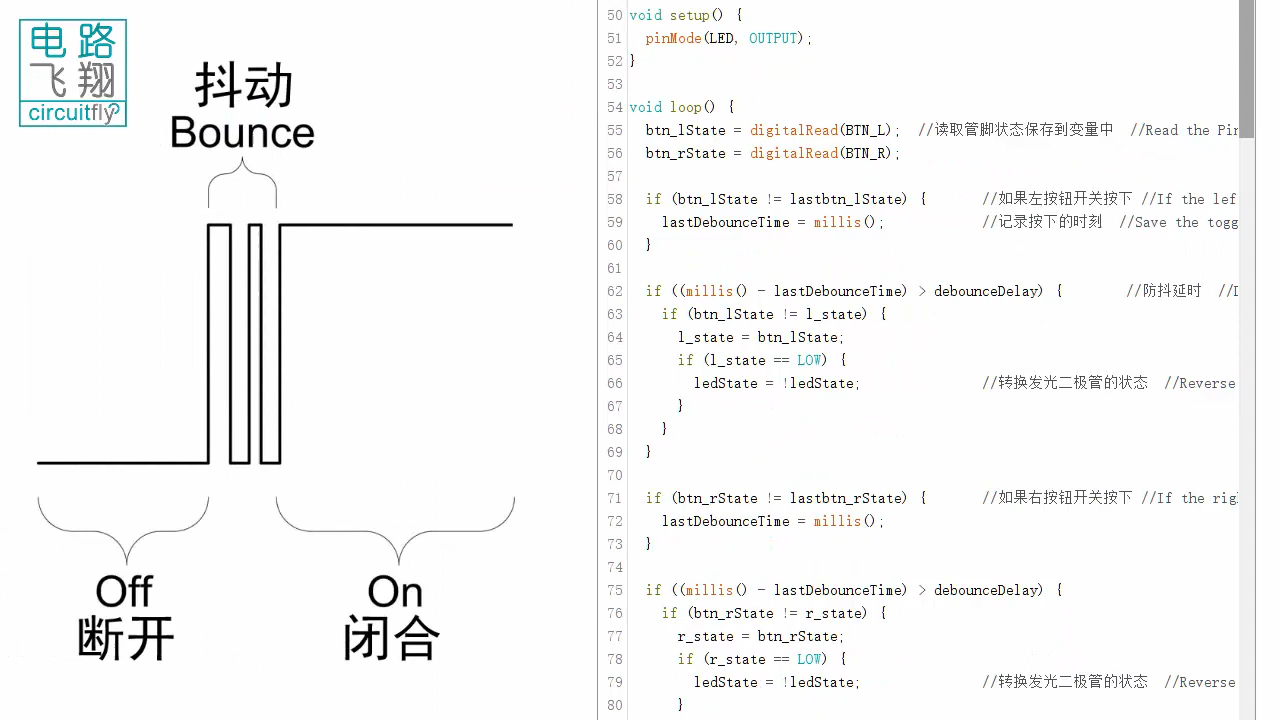 电路
飞翔
circuitfly
抖动
Bounce
Off
断开
On
闭合
50 void setup() {
51 pinMode(LED, OUTPUT);
52 }
53
54 void loop() {
55 btn_lState = digitalRead(BTN_L); //读取管脚状态保存到变量中 //Read the Pin
56 btn_rState = digitalRead(BTN_R);
57
58 if (btn_lState != lastbtn_lState) { //如果左按钮开关按下 //If the lef
59 lastDebounceTime = millis(); //记录按下的时刻 //Save the togg
60 }
61
62 if ((millis() - lastDebounceTime) > debounceDelay) { //防抖延时 //
63 if (btn_lState != l_state) {
64 l_state = btn_lState;
65 if (l_state == LOW) {
66 ledState = !ledState; //转换发光二极管的状态 //Reverse
67 }
68 }
69 }
70
71 if (btn_rState != lastbtn_rState) { //如果右按钮开关按下 //If the rig
72 lastDebounceTime = millis();
73 }
74
75 if ((millis() - lastDebounceTime) > debounceDelay) {
76 if (btn_rState != r_state) {
77 r_state = btn_rState;
78 if (r_state == LOW) {
79 ledState = !ledState; //转换发光二极管的状态 //Reverse
80 }